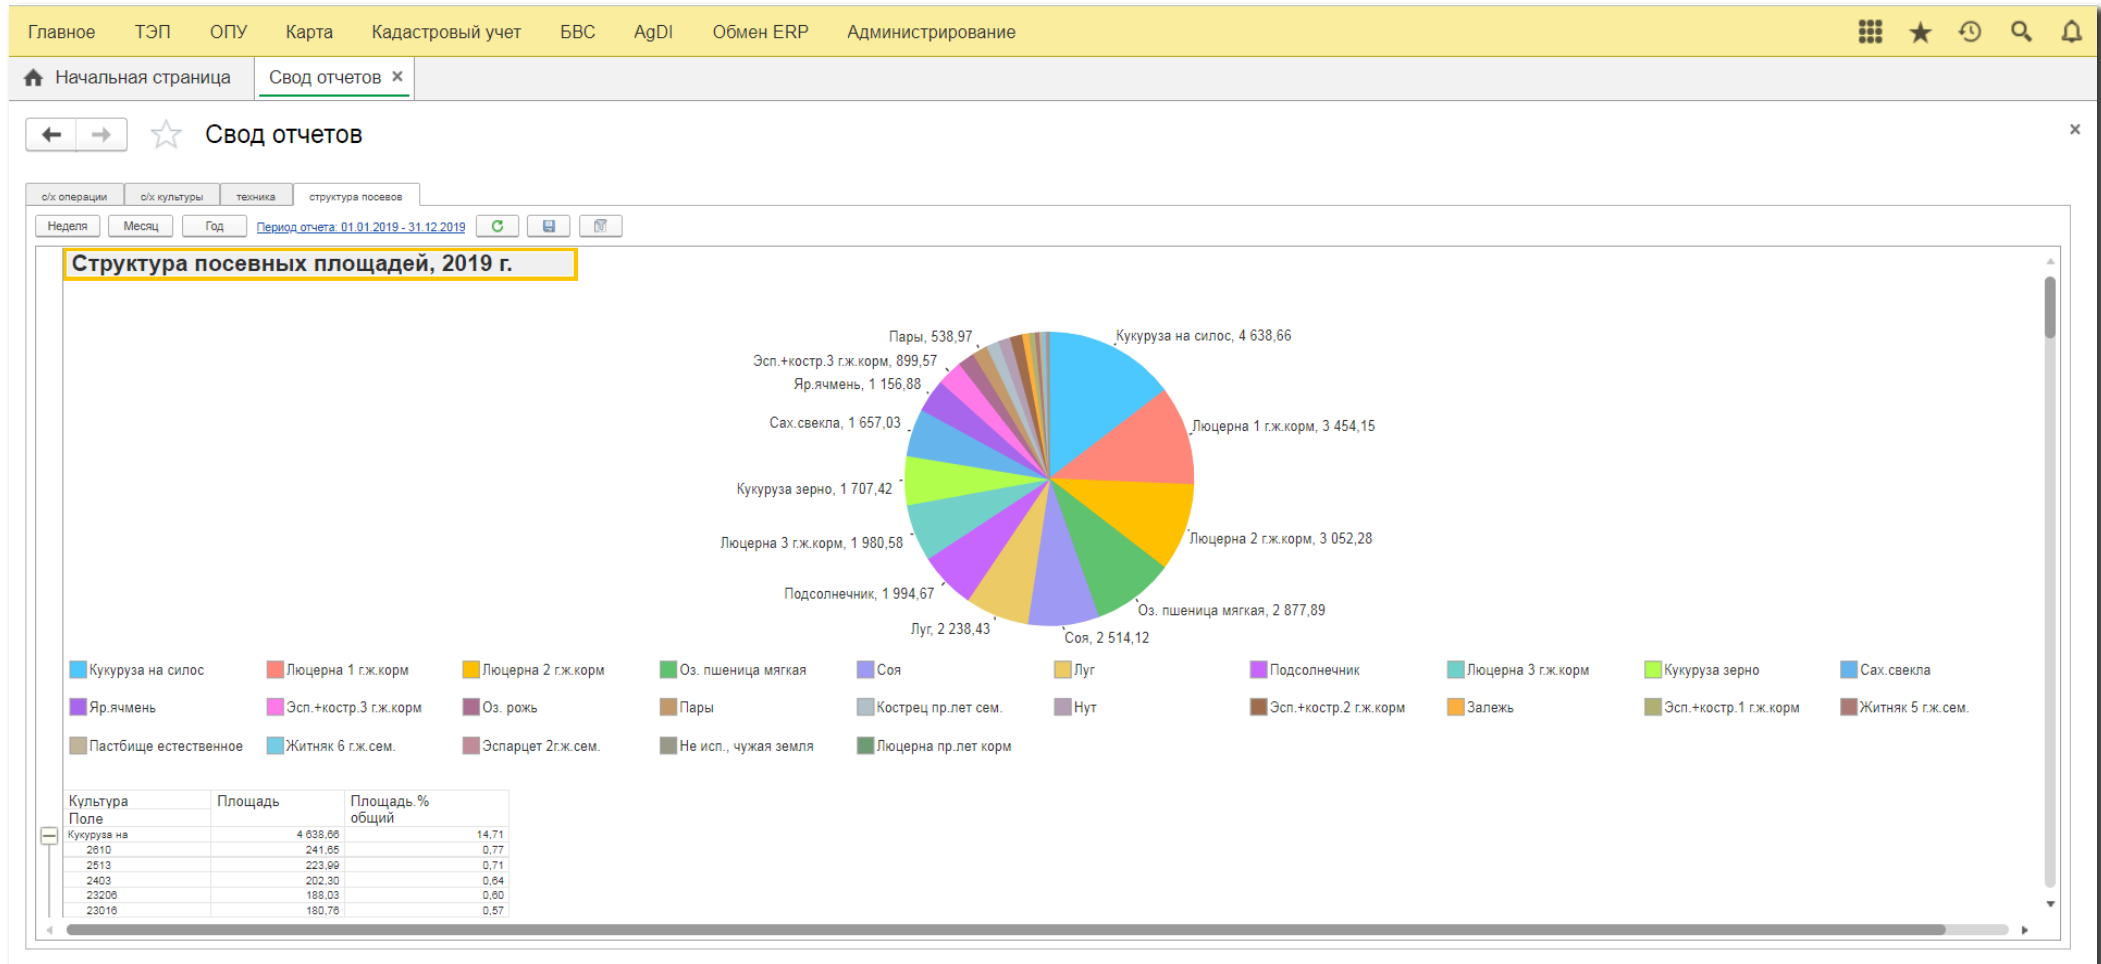 Главное ТЭП ОПУ Карта Кадастровый учет БВС AgDI Обмен ERP Администрирование
Начальная страница Свод отчетов ×
Свод отчетов
с/х операции с/х культуры техника структура посевов
Неделя Месяц Год Период отчета: 01.01.2019 - 31.12.2019
Структура посевных площадей, 2019 г.
Пары, 538,97
Кукуруза на силос, 4 638,66
Эсп.+костр.3 г.ж.корм, 899,57
Яр.ячмень, 1 156,88
Сах.свекла, 1 657,03
Люцерна 1 г.ж.корм, 3 454,15
Кукуруза зерно, 1 707,42
Люцерна 3 г.ж.корм, 1 980,58
Люцерна 2 г.ж.корм, 3 052,28
Подсолнечник, 1 994,67
Оз. пшеница мягкая, 2 877,89
Луг, 2 238,43
Соя, 2 514,12
Кукуруза на силос Люцерна 1 г.ж.корм Люцерна 2 г.ж.корм Оз. пшеница мягкая Соя Луг Подсолнечник Люцерна 3 г.ж.корм Кукуруза зерно Сах.свекла
Яр.ячмень Эсп.+костр.3 г.ж.корм Оз. рожь Пары Кострец пр.лет сем. Нут Эсп.+костр.2 г.ж.корм Залежь Эсп.+костр.1 г.ж.корм Житняк 5 г.ж.сем.
Пастбище естественное Житняк 6 г.ж.сем. Эспарцет 2г.ж.сем. Не исп., чужая земля Люцерна пр.лет корм
Культура Площадь Площадь.%
Поле общий
Кукуруза на 4 638,66 14,71
2610 241,65 0,77
2513 223,99 0,71
2403 202,30 0,64
23206 188,03 0,60
23016 180,76 0,57